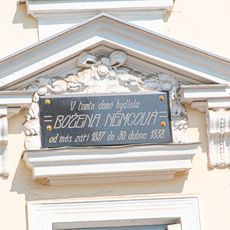 V tomto domě bydlela
BOŽENA NĚMCOVÁ
od měs. září 1837 do 30 dubna 1838.